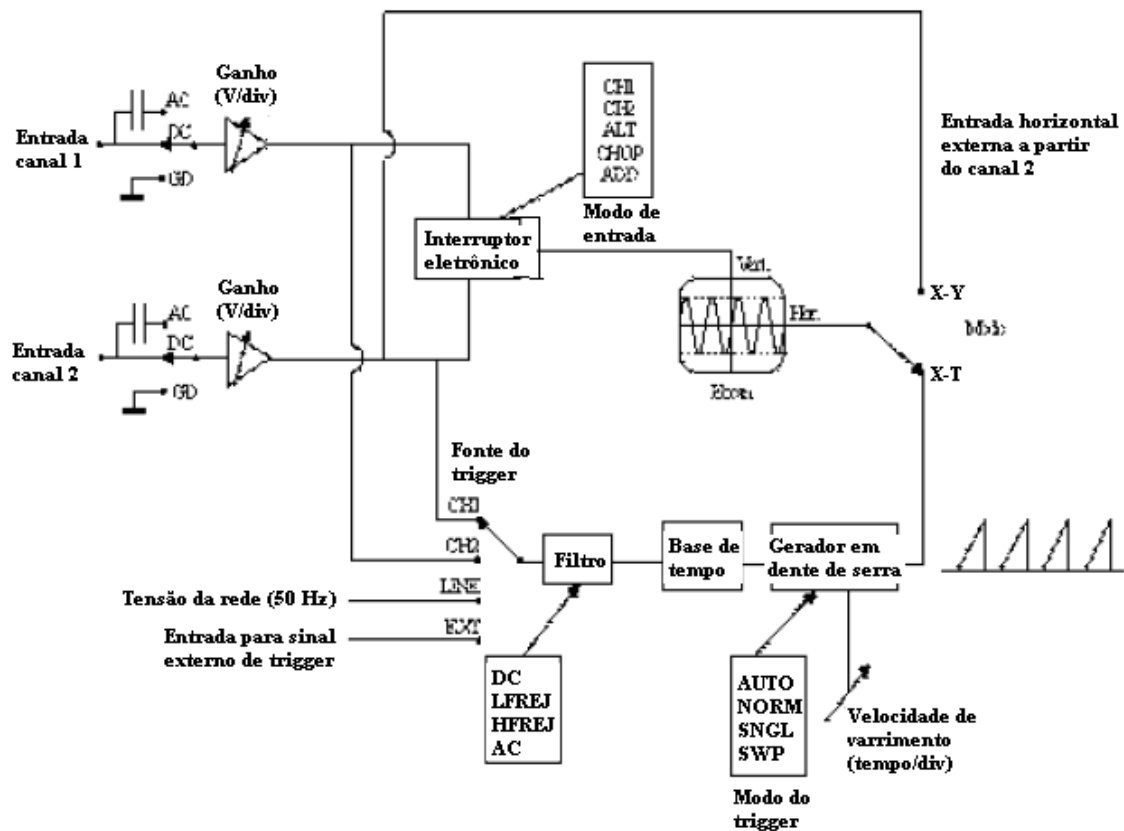 Ganho
(V/div)
AC
DC
GD
Entrada
canal 1
CH1
CH2
ALT
CHOP
ADD
Modo de
entrada
Entrada horizontal
externa a partir
do canal 2
Interruptor
eletrônico
Vert.
Hor.
X-Y
Modo
X-T
Ganho
(V/div)
AC
DC
GD
Entrada
canal 2
Fonte do
trigger
CH1
CH2
LINE
EXT
Tensão da rede (50 Hz)
Entrada para sinal
externo de trigger
Filtro
Base de
tempo
Gerador em
dente de serra
DC
LFREJ
HFREJ
AC
AUTO
NORM
SNGL
SWP
Modo do
trigger
Velocidade de
varrimento
(tempo/div)